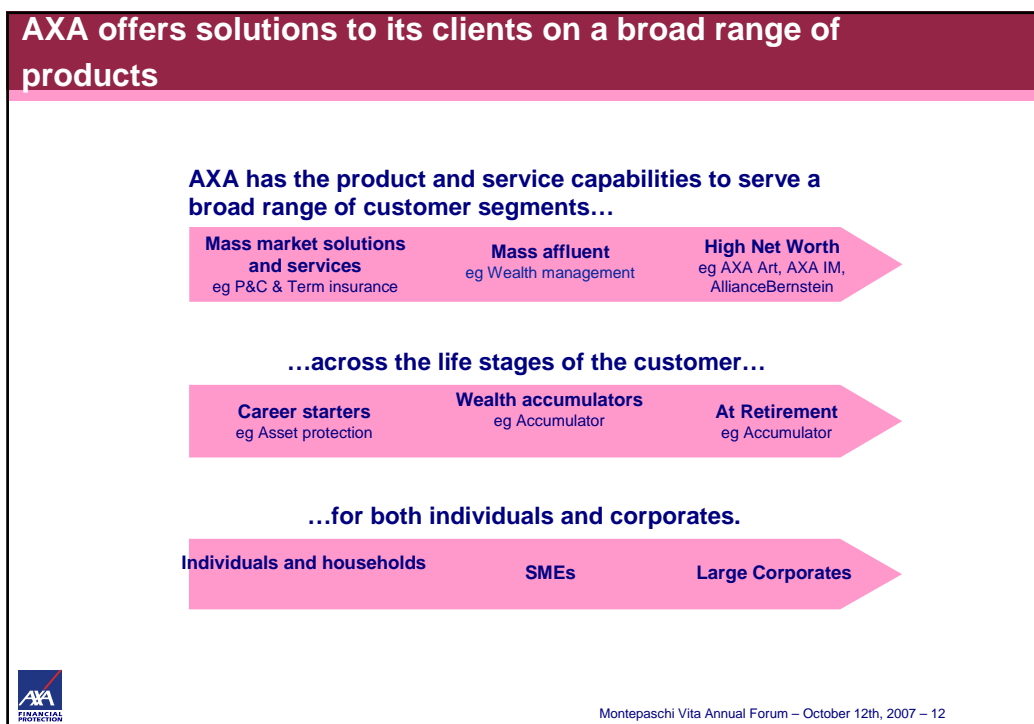 AXA offers solutions to its clients on a broad range of
products
AXA has the product and service capabilities to serve a
broad range of customer segments…
Mass market solutions
and services
eg P&C & Term insurance
Mass affluent
eg Wealth management
High Net Worth
eg AXA Art, AXA IM,
AllianceBernstein
…across the life stages of the customer…
Career starters
eg Asset protection
Wealth accumulators
eg Accumulator
At Retirement
eg Accumulator
…for both individuals and corporates.
Individuals and households
SMEs
Large Corporates
AXA
FINANCIAL
PROTECTION
Montepaschi Vita Annual Forum – October 12th, 2007 – 12